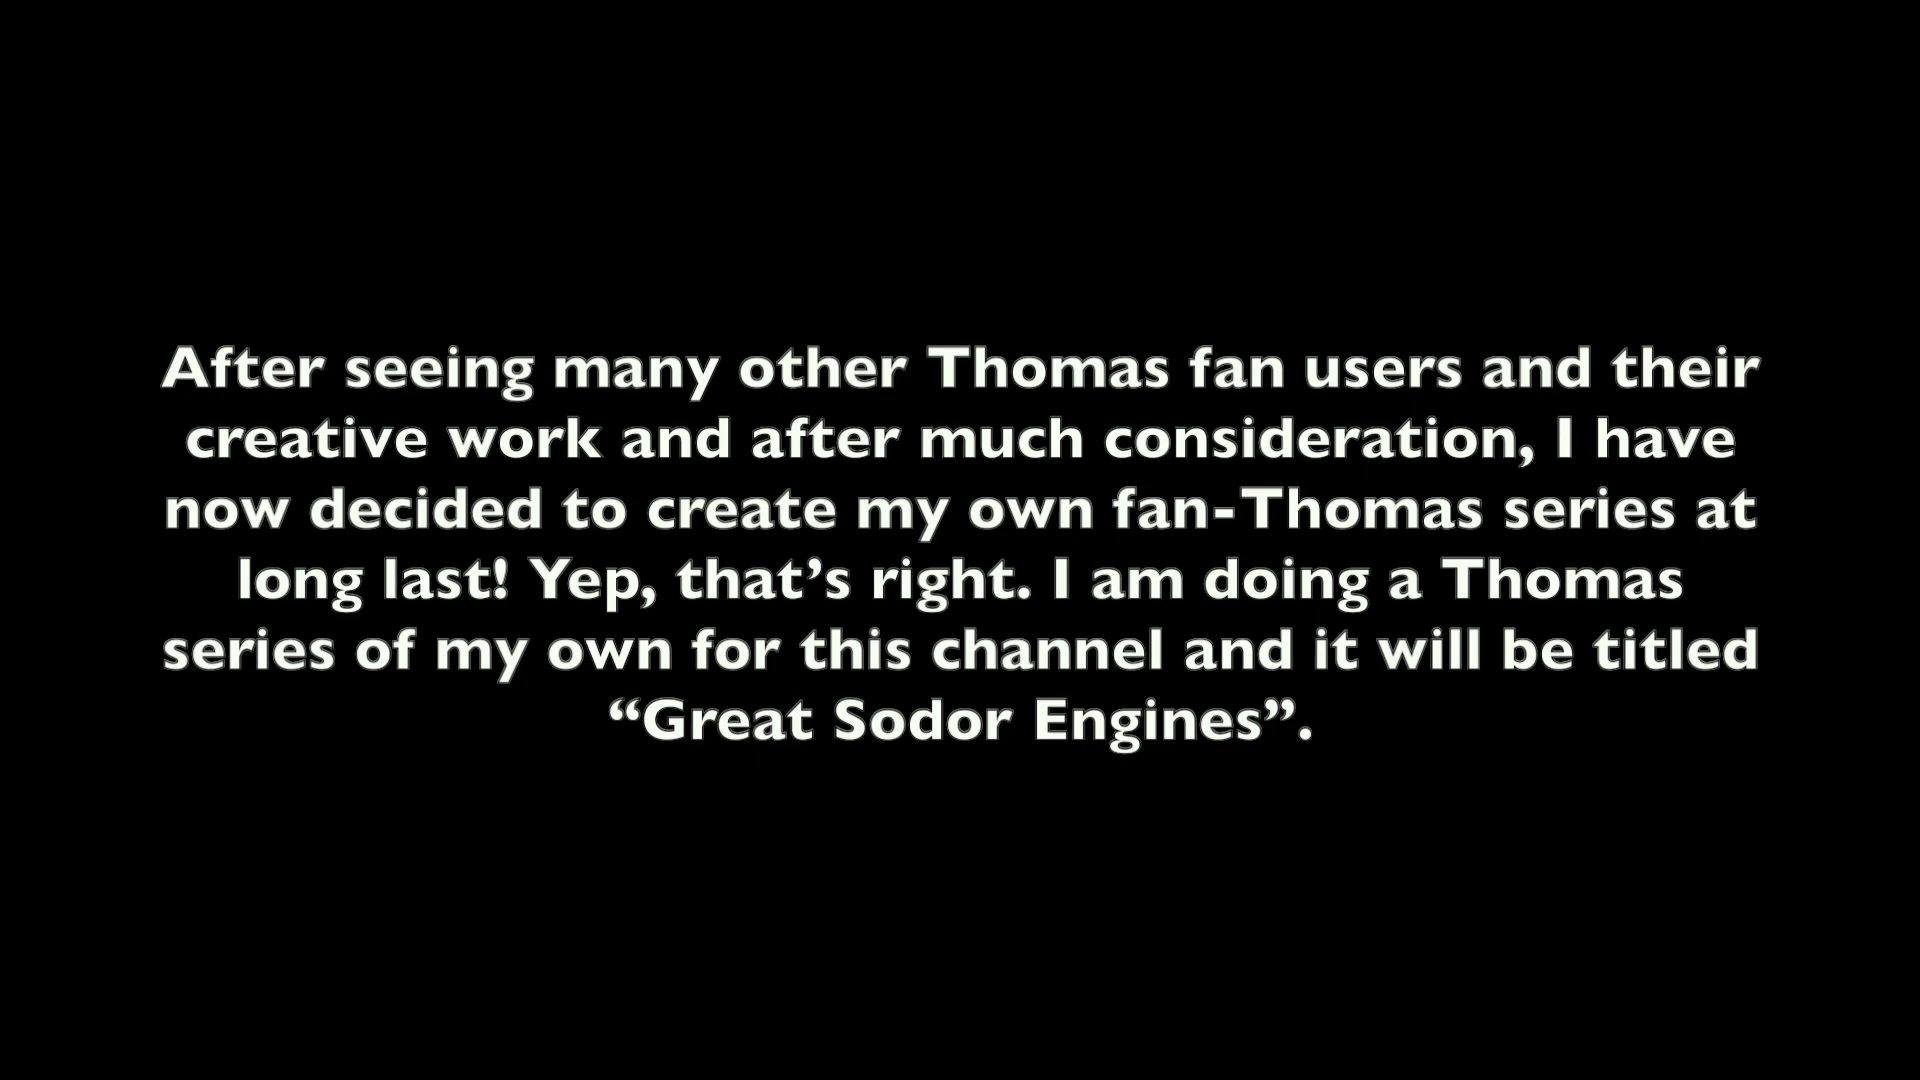 After seeing many other Thomas fan users and their
creative work and after much consideration, I have
now decided to create my own fan-Thomas series at
long last! Yep, that’s right. I am doing a Thomas
series of my own for this channel and it will be titled
“Great Sodor Engines”.